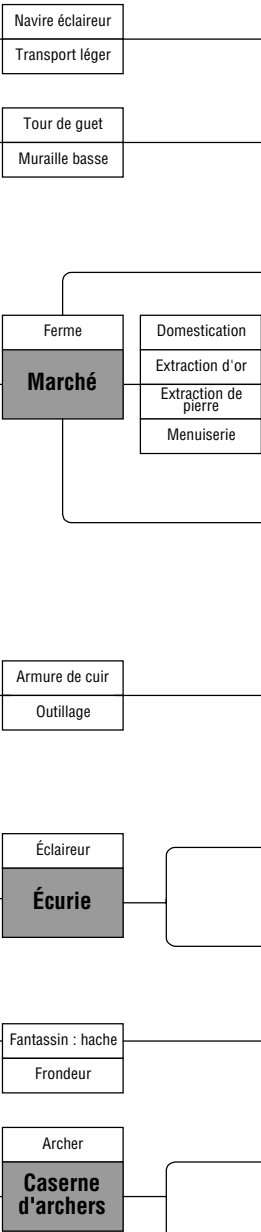 Navire éclaireur
Transport léger
Tour de guet
Muraille basse
Ferme
Marché
Domestication
Extraction d'or
Extraction de
pierre
Menuiserie
Armure de cuir
Outillage
Éclaireur
Écurie
Fantassin : hache
Frondeur
Archer
Caserne
d'archers